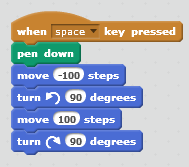 when space key pressed
pen down
move -100 steps
turn 90 degrees
move 100 steps
turn 90 degrees